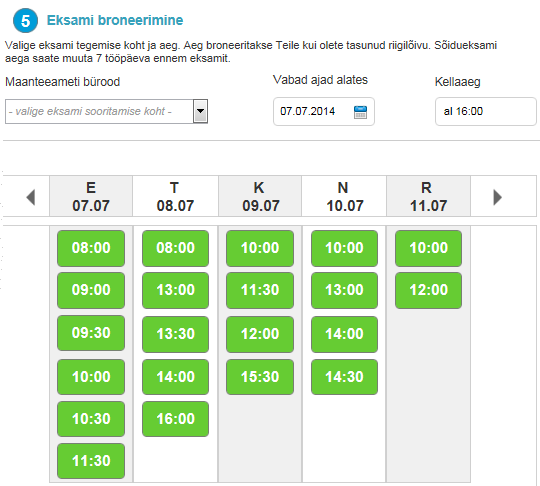 5 Eksami broneerimine
Valige eksami tegemise koht ja aeg. Aeg broneeritakse Teile kui olete tasunud riigilõivu. Sõidueksami
aega saate muuta 7 tööpäeva ennem eksamit.
Maanteeameti bürood Vabad ajad alates Kellaaeg
- valige eksami sooritamise koht - 07.07.2014 al 16:00
E T K N R
07.07 08.07 09.07 10.07 11.07
08:00 08:00 10:00 10:00 10:00
09:00 13:00 11:30 13:00 12:00
09:30 13:30 12:00 14:00
10:00 14:00 15:30 14:30
10:30 16:00
11:30